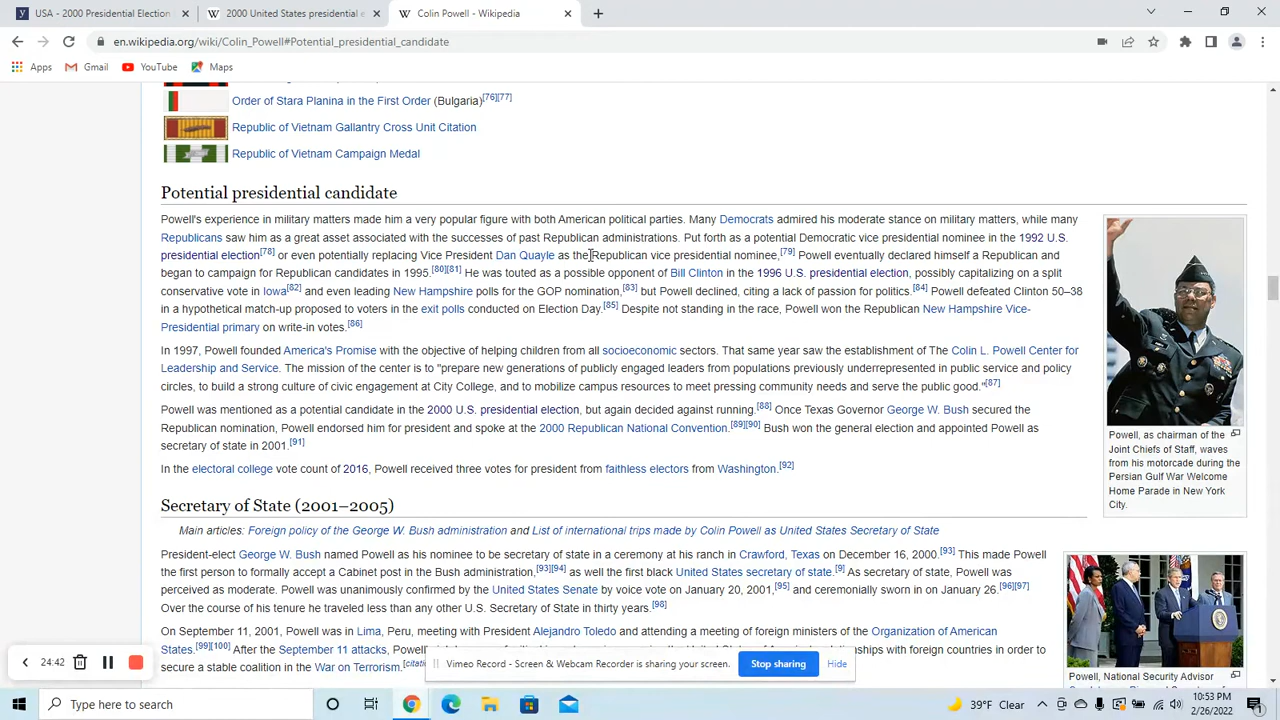 USA - 2000 Presidential Election
2000 United States presidential e
Colin Powell - Wikipedia
en.wikipedia.org/wiki/Colin_Powell#Potential_presidential_candidate
Apps Gmail YouTube Maps
Order of Stara Planina in the First Order (Bulgaria)[76][77]
Republic of Vietnam Gallantry Cross Unit Citation
Republic of Vietnam Campaign Medal
Potential presidential candidate
Powell's experience in military matters made him a very popular figure with both American political parties. Many Democrats admired his moderate stance on military matters, while many
Republicans saw him as a great asset associated with the successes of past Republican administrations. Put forth as a potential Democratic vice presidential nominee in the 1992 U.S.
presidential election[78] or even potentially replacing Vice President Dan Quayle as the Republican vice presidential nominee,[79] Powell eventually declared himself a Republican and
began to campaign for Republican candidates in 1995.[80][81] He was touted as a possible opponent of Bill Clinton in the 1996 U.S. presidential election, possibly capitalizing on a split
conservative vote in Iowa[82] and even leading New Hampshire polls for the GOP nomination,[83] but Powell declined, citing a lack of passion for politics.[84] Powell defeated Clinton 50–38
in a hypothetical match-up proposed to voters in the exit polls conducted on Election Day.[85] Despite not standing in the race, Powell won the Republican New Hampshire Vice-
Presidential primary on write-in votes.[86]
In 1997, Powell founded America's Promise with the objective of helping children from all socioeconomic sectors. That same year saw the establishment of The Colin L. Powell Center for
Leadership and Service. The mission of the center is to "prepare new generations of publicly engaged leaders from populations previously underrepresented in public service and policy
circles, to build a strong culture of civic engagement at City College, and to mobilize campus resources to meet pressing community needs and serve the public good."[87]
Powell was mentioned as a potential candidate in the 2000 U.S. presidential election, but again decided against running.[88] Once Texas Governor George W. Bush secured the
Republican nomination, Powell endorsed him for president and spoke at the 2000 Republican National Convention.[89][90] Bush won the general election and appointed Powell as
secretary of state in 2001.[91]
In the electoral college vote count of 2016, Powell received three votes for president from faithless electors from Washington.[92]
Powell, as chairman of the
Joint Chiefs of Staff, waves
from his motorcade during the
Persian Gulf War Welcome
Home Parade in New York
City.
Secretary of State (2001–2005)
Main articles: Foreign policy of the George W. Bush administration and List of international trips made by Colin Powell as United States Secretary of State
President-elect George W. Bush named Powell as his nominee to be secretary of state in a ceremony at his ranch in Crawford, Texas on December 16, 2000.[93] This made Powell
the first person to formally accept a Cabinet post in the Bush administration,[93][94] as well the first black United States secretary of state.[9] As secretary of state, Powell was
perceived as moderate. Powell was unanimously confirmed by the United States Senate by voice vote on January 20, 2001,[95] and ceremonially sworn in on January 26.[96][97]
Over the course of his tenure he traveled less than any other U.S. Secretary of State in thirty years.[98]
On September 11, 2001, Powell was in Lima, Peru, meeting with President Alejandro Toledo and attending a meeting of foreign ministers of the Organization of American
States.[99][100] After the September 11 attacks, Powell's relationships with foreign countries in order to
secure a stable coalition in the War on Terrorism.
Powell, National Security Advisor
24:42
Vimeo Record - Screen & Webcam Recorder is sharing your screen. Stop sharing Hide
Type here to search
39°F Clear
10:53 PM
2/26/2022